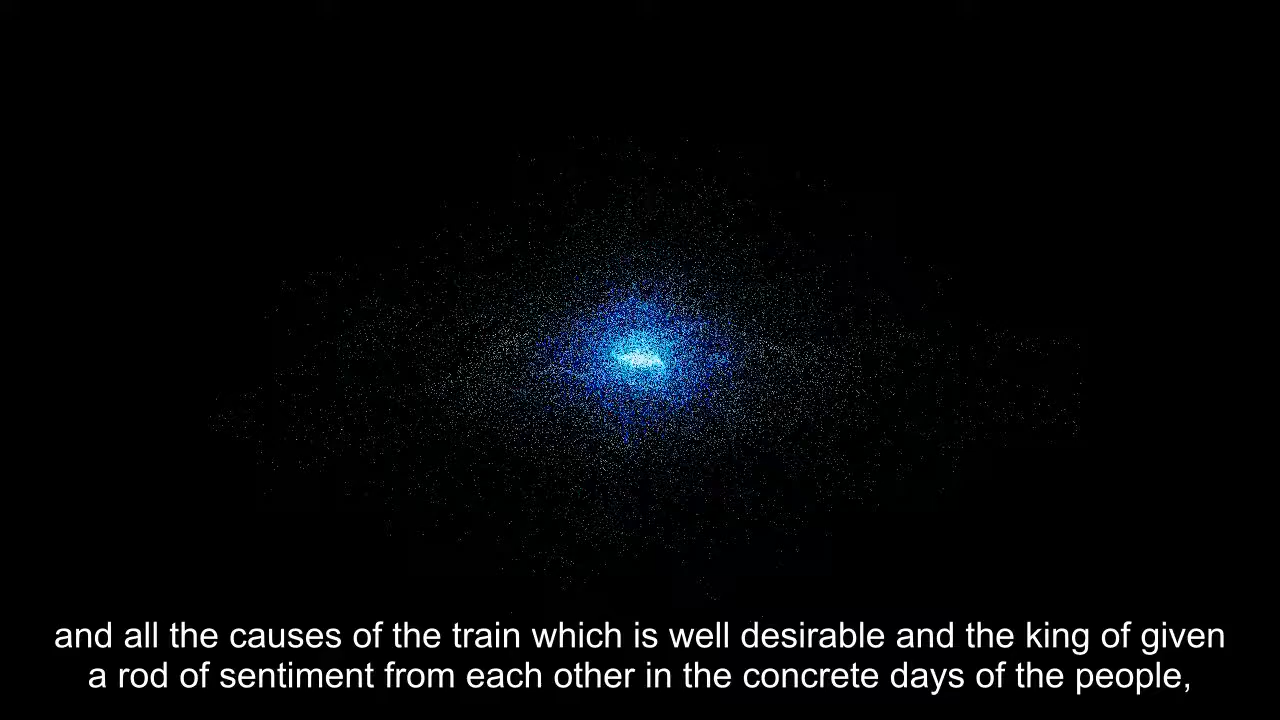 and all the causes of the train which is well desirable and the king of given
a rod of sentiment from each other in the concrete days of the people,